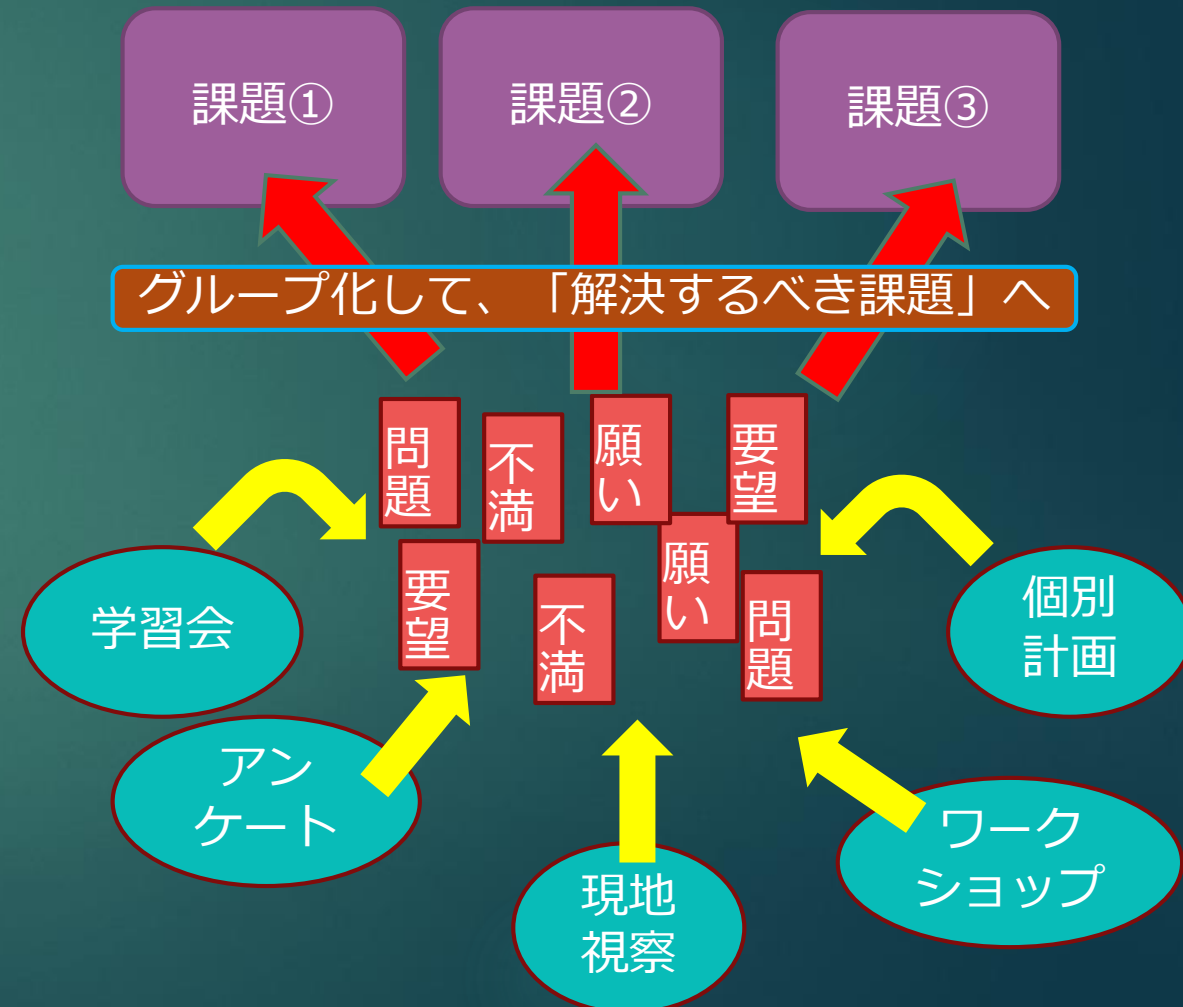 課題①
課題②
課題③
グループ化して、「解決するべき課題」へ
問題
不満
願い
要望
要望
不満
願い
問題
学習会
個別
計画
アン
ケート
ワーク
ショップ
現地
視察